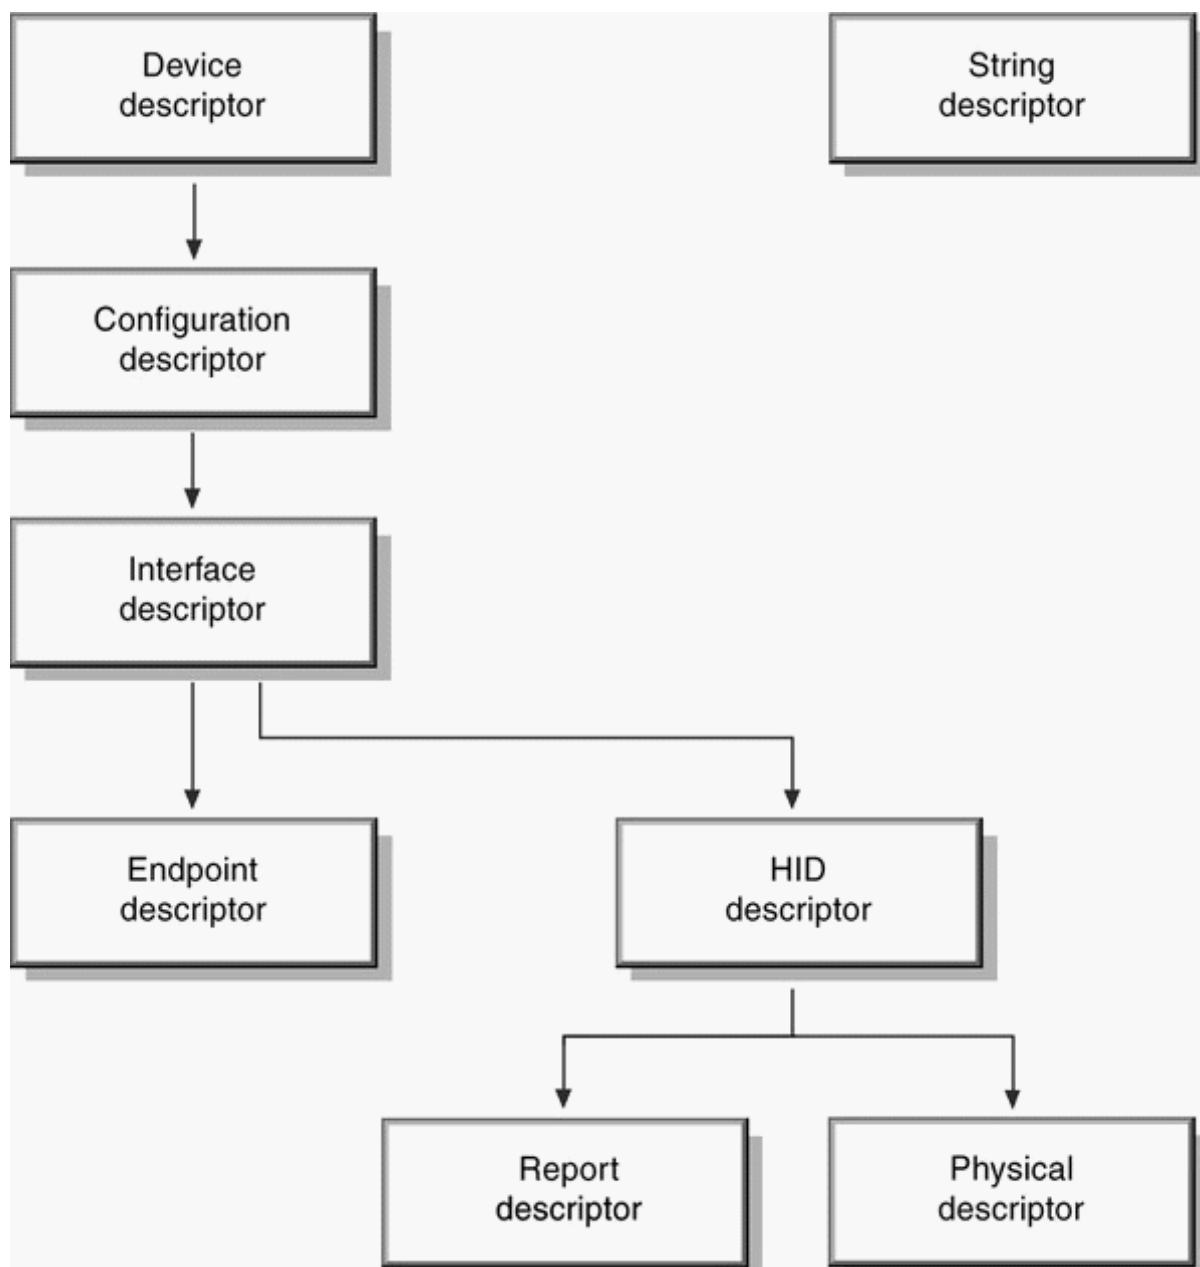 Device
descriptor
String
descriptor
Configuration
descriptor
Interface
descriptor
Endpoint
descriptor
HID
descriptor
Report
descriptor
Physical
descriptor